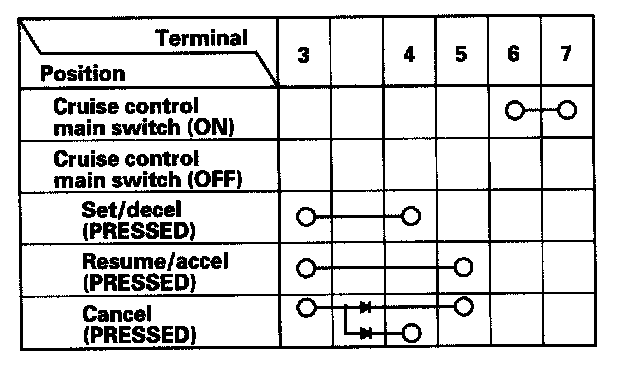 Terminal
Position
3 4 5 6 7
Cruise control
main switch (ON)
Cruise control
main switch (OFF)
Set/decel
(PRESSED)
Resume/accel
(PRESSED)
Cancel
(PRESSED)